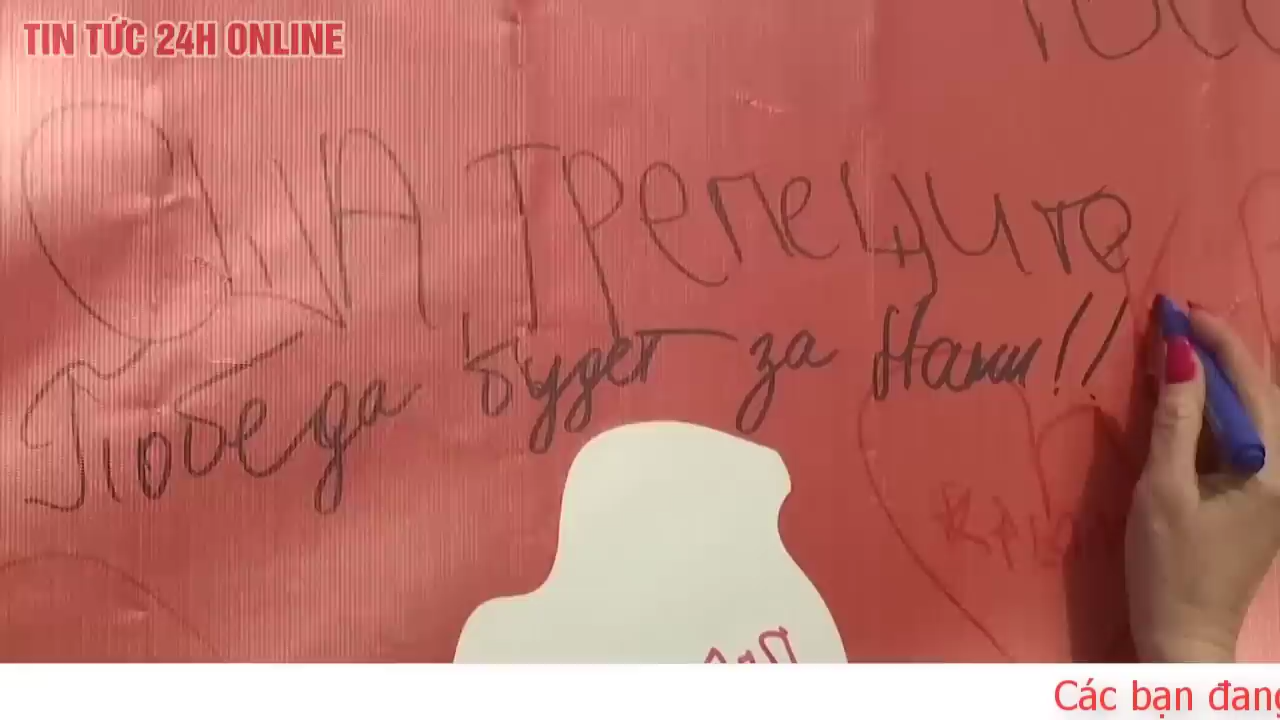 TIN TỨC 24H ONLINE
США трепещите
Победа будет за Нами!!
Các bạn đang